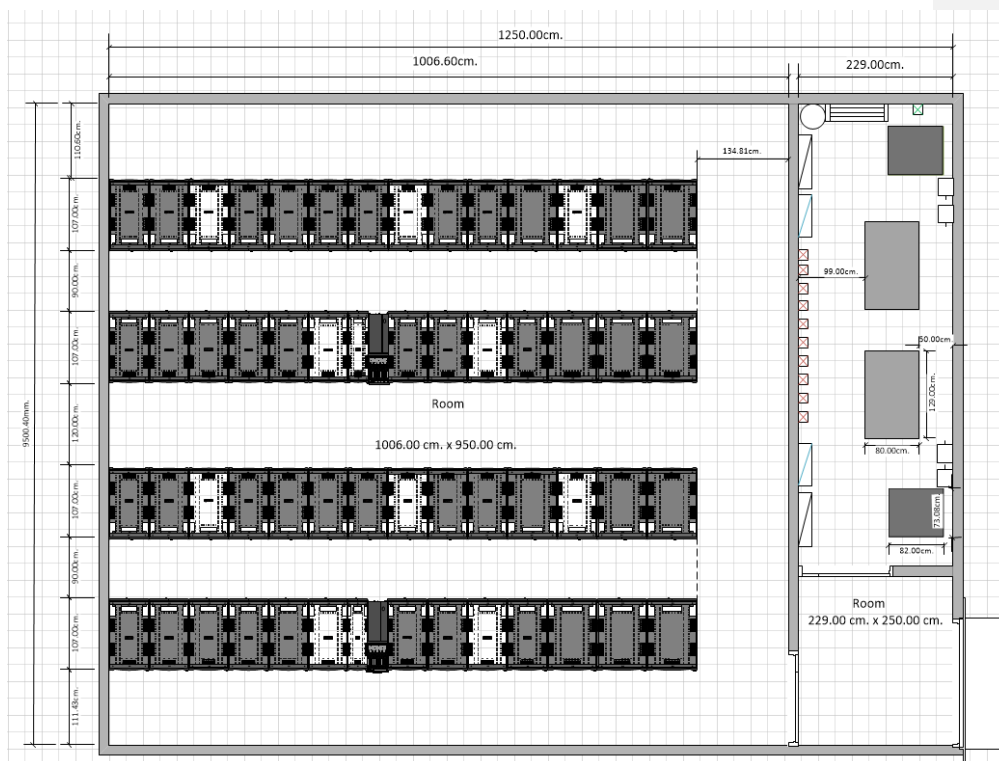 1250.00cm.
1006.60cm.
229.00cm.
110.60cm.
134.81cm.
107.00cm.
90.00cm.
99.00cm.
107.00cm.
50.00cm.
129.00cm.
Room
9500.40mm.
120.00cm.
1006.00 cm. x 950.00 cm.
80.00cm.
107.00cm.
73.08cm.
82.00cm.
90.00cm.
Room
229.00 cm. x 250.00 cm.
107.00cm.
111.43cm.